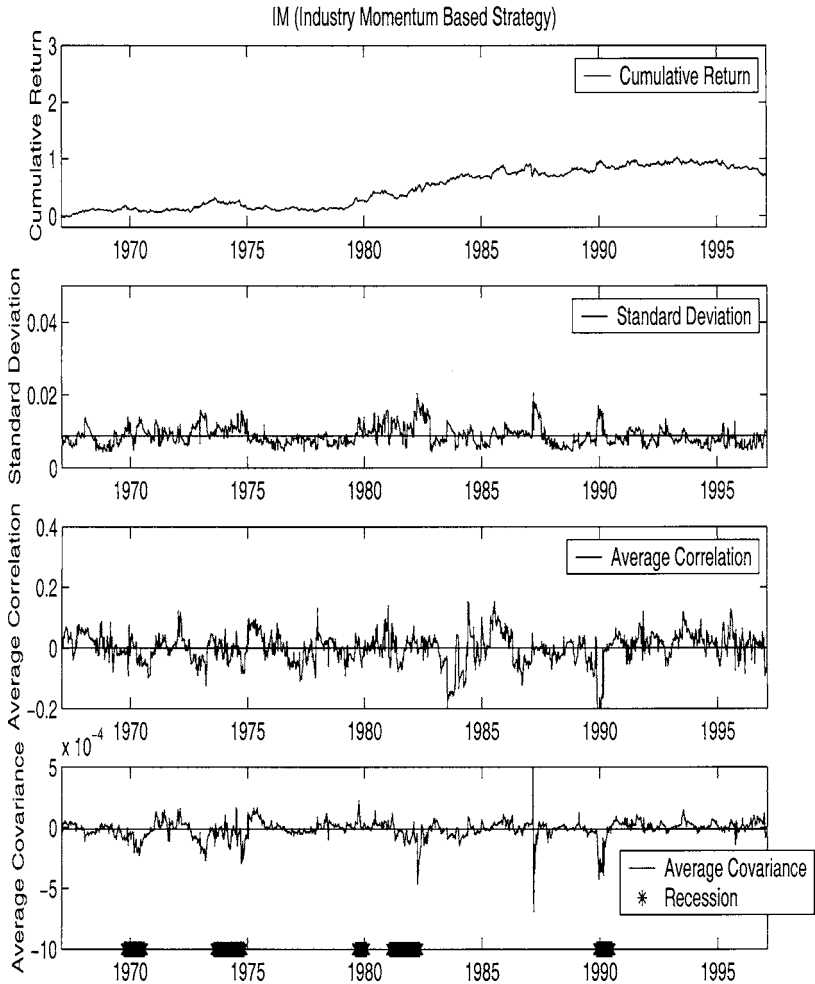 IM (Industry Momentum Based Strategy)
Cumulative Return
3
2
1
0
Cumulative Return
1970 1975 1980 1985 1990 1995
Standard Deviation
0.04
0.02
0
Standard Deviation
1970 1975 1980 1985 1990 1995
Average Correlation
0.4
0.2
0
−0.2
Average Correlation
1970 1975 1980 1985 1990 1995
x 10⁻⁴
Average Covariance
5
0
−5
−10
Average Covariance
Recession
1970 1975 1980 1985 1990 1995